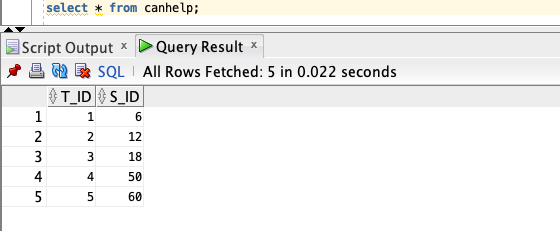 select * from canhelp;
Script Output x Query Result x
SQL | All Rows Fetched: 5 in 0.022 seconds
T_ID S_ID
1 1 6
2 2 12
3 3 18
4 4 50
5 5 60